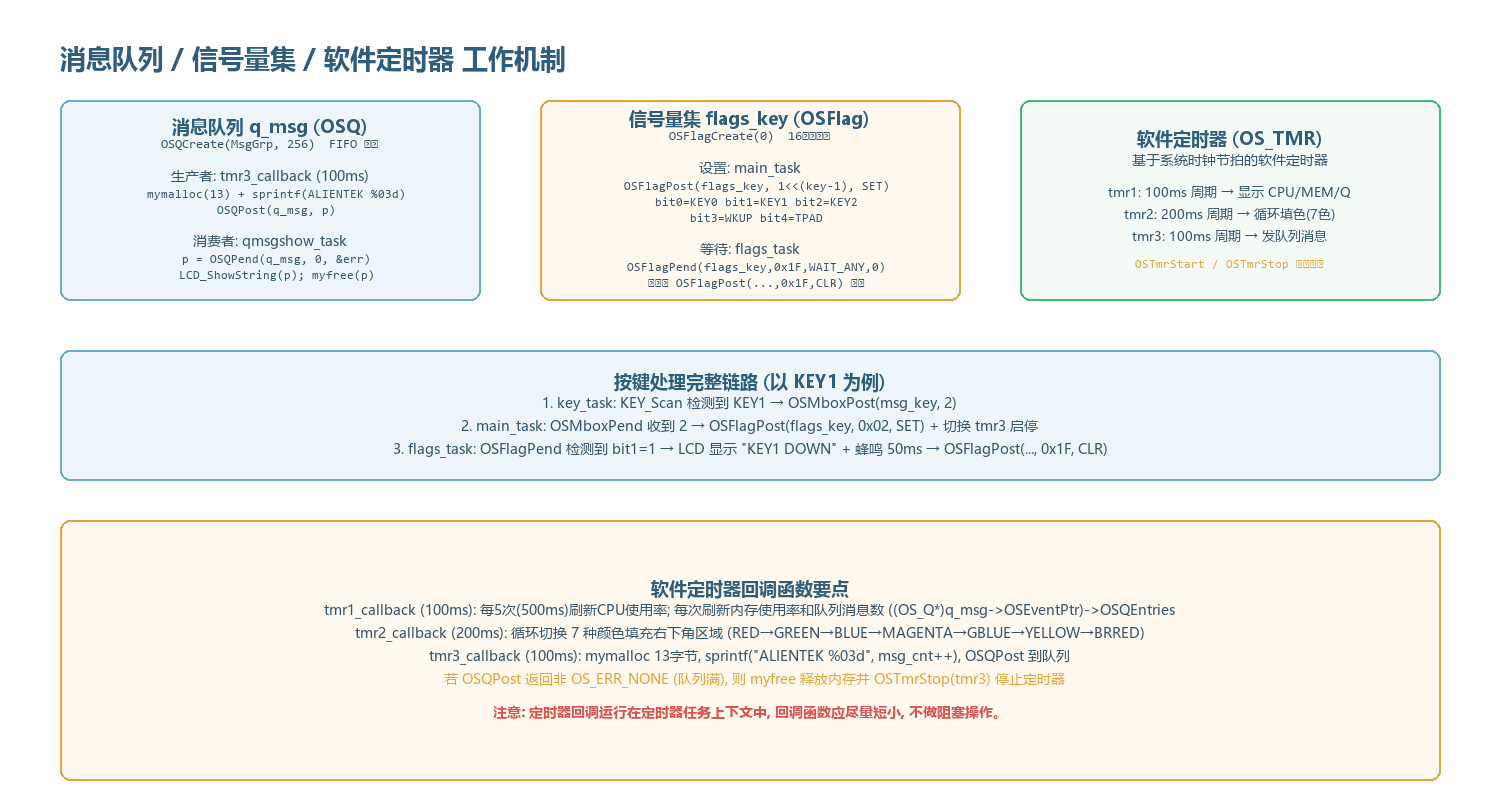 消息队列 / 信号量集 / 软件定时器 工作机制
消息队列 q_msg (OSQ)
OSQCreate(MsgGrp, 256) FIFO
生产者: tmr3_callback (100ms)
mymalloc(13) + sprintf(ALIENTEK %03d)
OSQPost(q_msg, p)
消费者: qmsgshow_task
p = OSQPend(q_msg, 0, &err)
LCD_ShowString(p); myfree(p)
信号量集 flags_key (OSFlag)
OSFlagCreate(0) 16
设置: main_task
OSFlagPost(flags_key, 1<<(key-1), SET)
bit0=KEY0 bit1=KEY1 bit2=KEY2
bit3=WKUP bit4=TPAD
等待: flags_task
OSFlagPend(flags_key,0x1F,WAIT_ANY,0)
OSFlagPost(...,0x1F,CLR)
软件定时器 (OS_TMR)
基于系统时钟节拍的软件定时器
tmr1: 100ms 周期 → 显示 CPU/MEM/Q
tmr2: 200ms 周期 → 循环填色(7色)
tmr3: 100ms 周期 → 发队列消息
OSTmrStart / OSTmrStop
按键处理完整链路 (以 KEY1 为例)
1. key_task: KEY_Scan 检测到 KEY1 → OSMboxPost(msg_key, 2)
2. main_task: OSMboxPend 收到 2 → OSFlagPost(flags_key, 0x02, SET) + 切换 tmr3 启停
3. flags_task: OSFlagPend 检测到 bit1=1 → LCD 显示 "KEY1 DOWN" + 蜂鸣 50ms → OSFlagPost(..., 0x1F, CLR)
软件定时器回调函数要点
tmr1_callback (100ms): 每5次(500ms)刷新CPU使用率; 每次刷新内存使用率和队列消息数 ((OS_Q*)q_msg->OSEventPtr)->OSQEntries
tmr2_callback (200ms): 循环切换 7 种颜色填充右下角区域 (RED→GREEN→BLUE→MAGENTA→GBLUE→YELLOW→BRRED)
tmr3_callback (100ms): mymalloc 13字节, sprintf("ALIENTEK %03d", msg_cnt++), OSQPost 到队列
若 OSQPost 返回非 OS_ERR_NONE (队列满), 则 myfree 释放内存并 OSTmrStop(tmr3) 停止定时器
注意: 定时器回调运行在定时器任务上下文中, 回调函数应尽量短小, 不做阻塞操作。